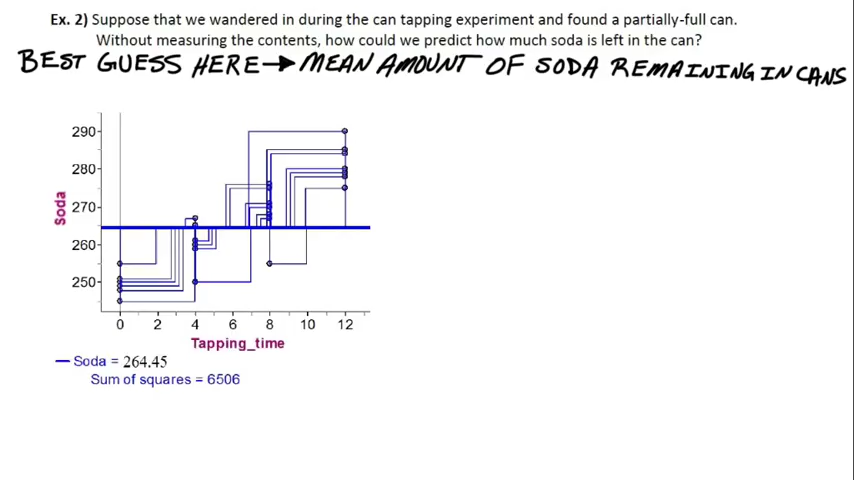 Ex. 2) Suppose that we wandered in during the can tapping experiment and found a partially-full can.
Without measuring the contents, how could we predict how much soda is left in the can?
BEST GUESS HERE → MEAN AMOUNT OF SODA REMAINING IN CANS
290
280
270
260
250
Soda
0 2 4 6 8 10 12
Tapping_time
Soda = 264.45
Sum of squares = 6506